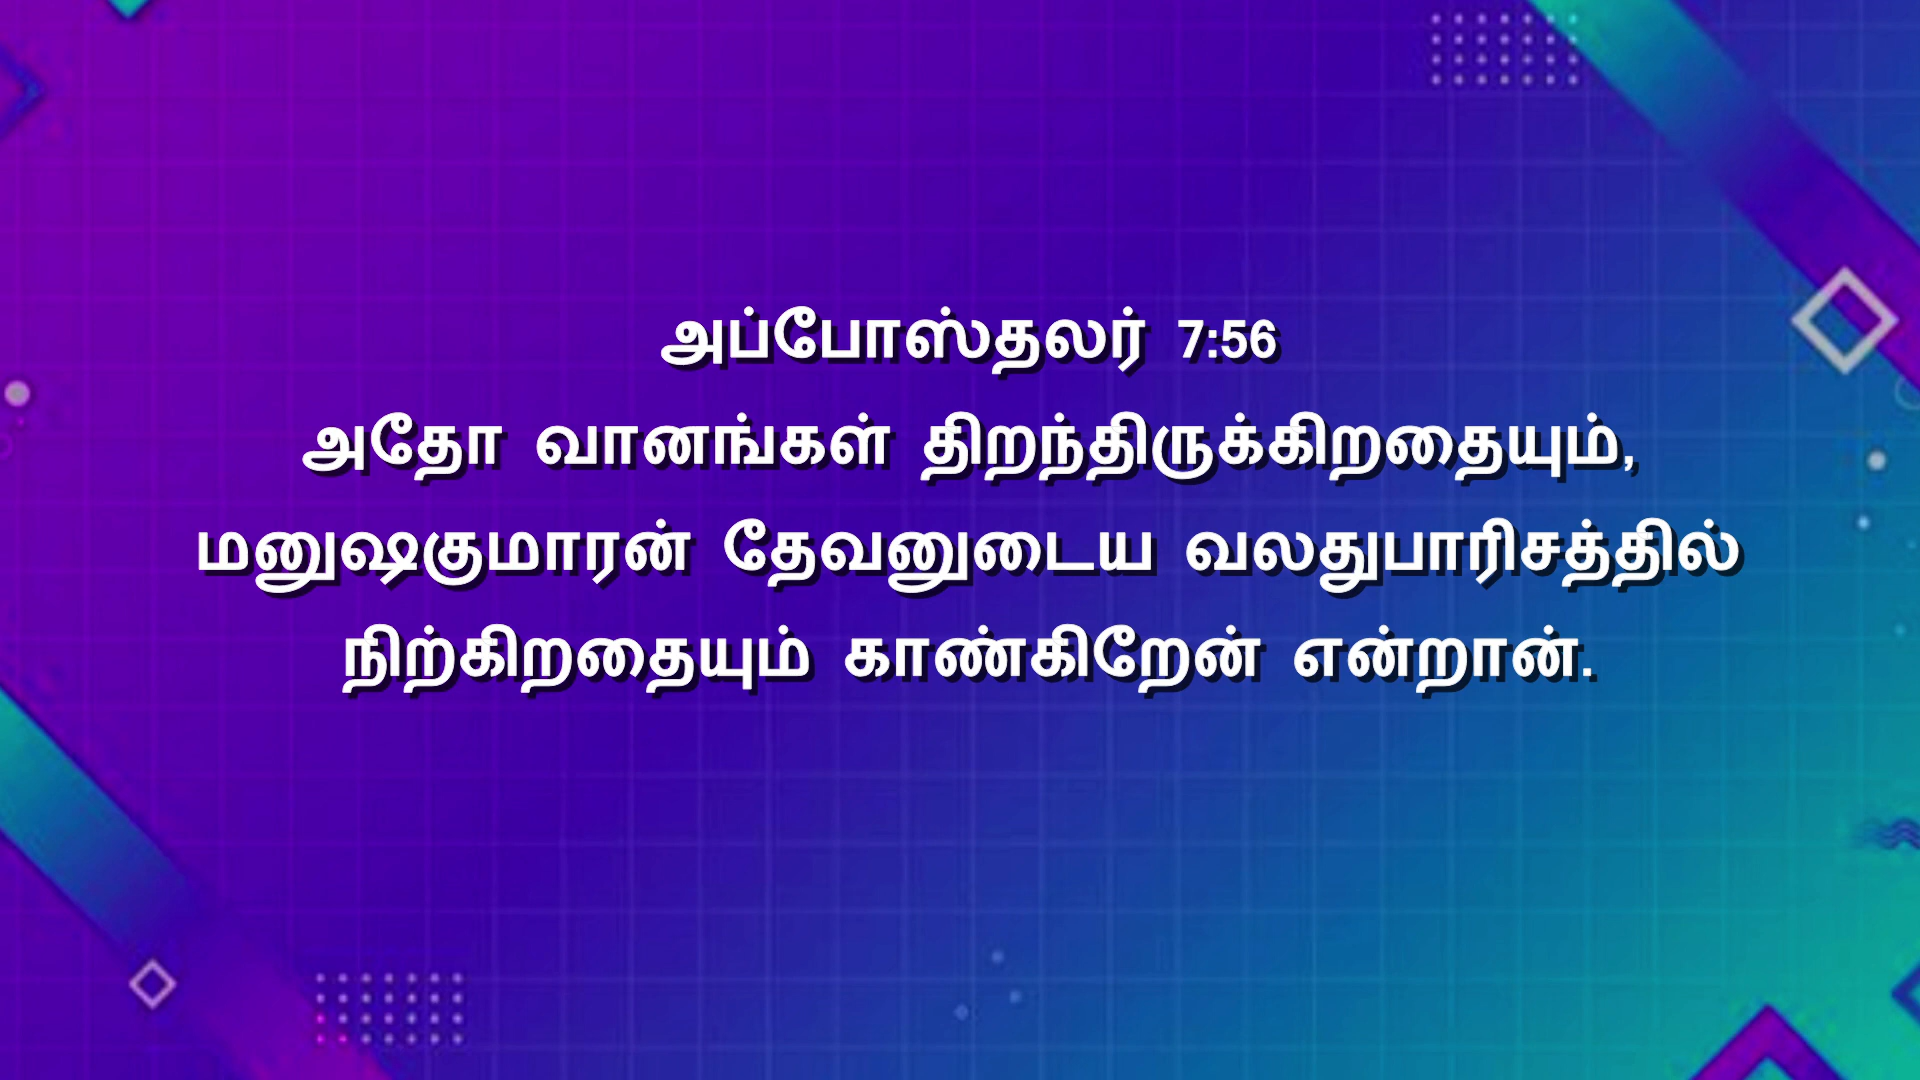 அப்போஸ்தலர் 7:56
அதோ வானங்கள் திறந்திருக்கிறதையும்,
மனுஷகுமாரன் தேவனுடைய வலதுபாரிசத்தில்
நிற்கிறதையும் காண்கிறேன் என்றான்.